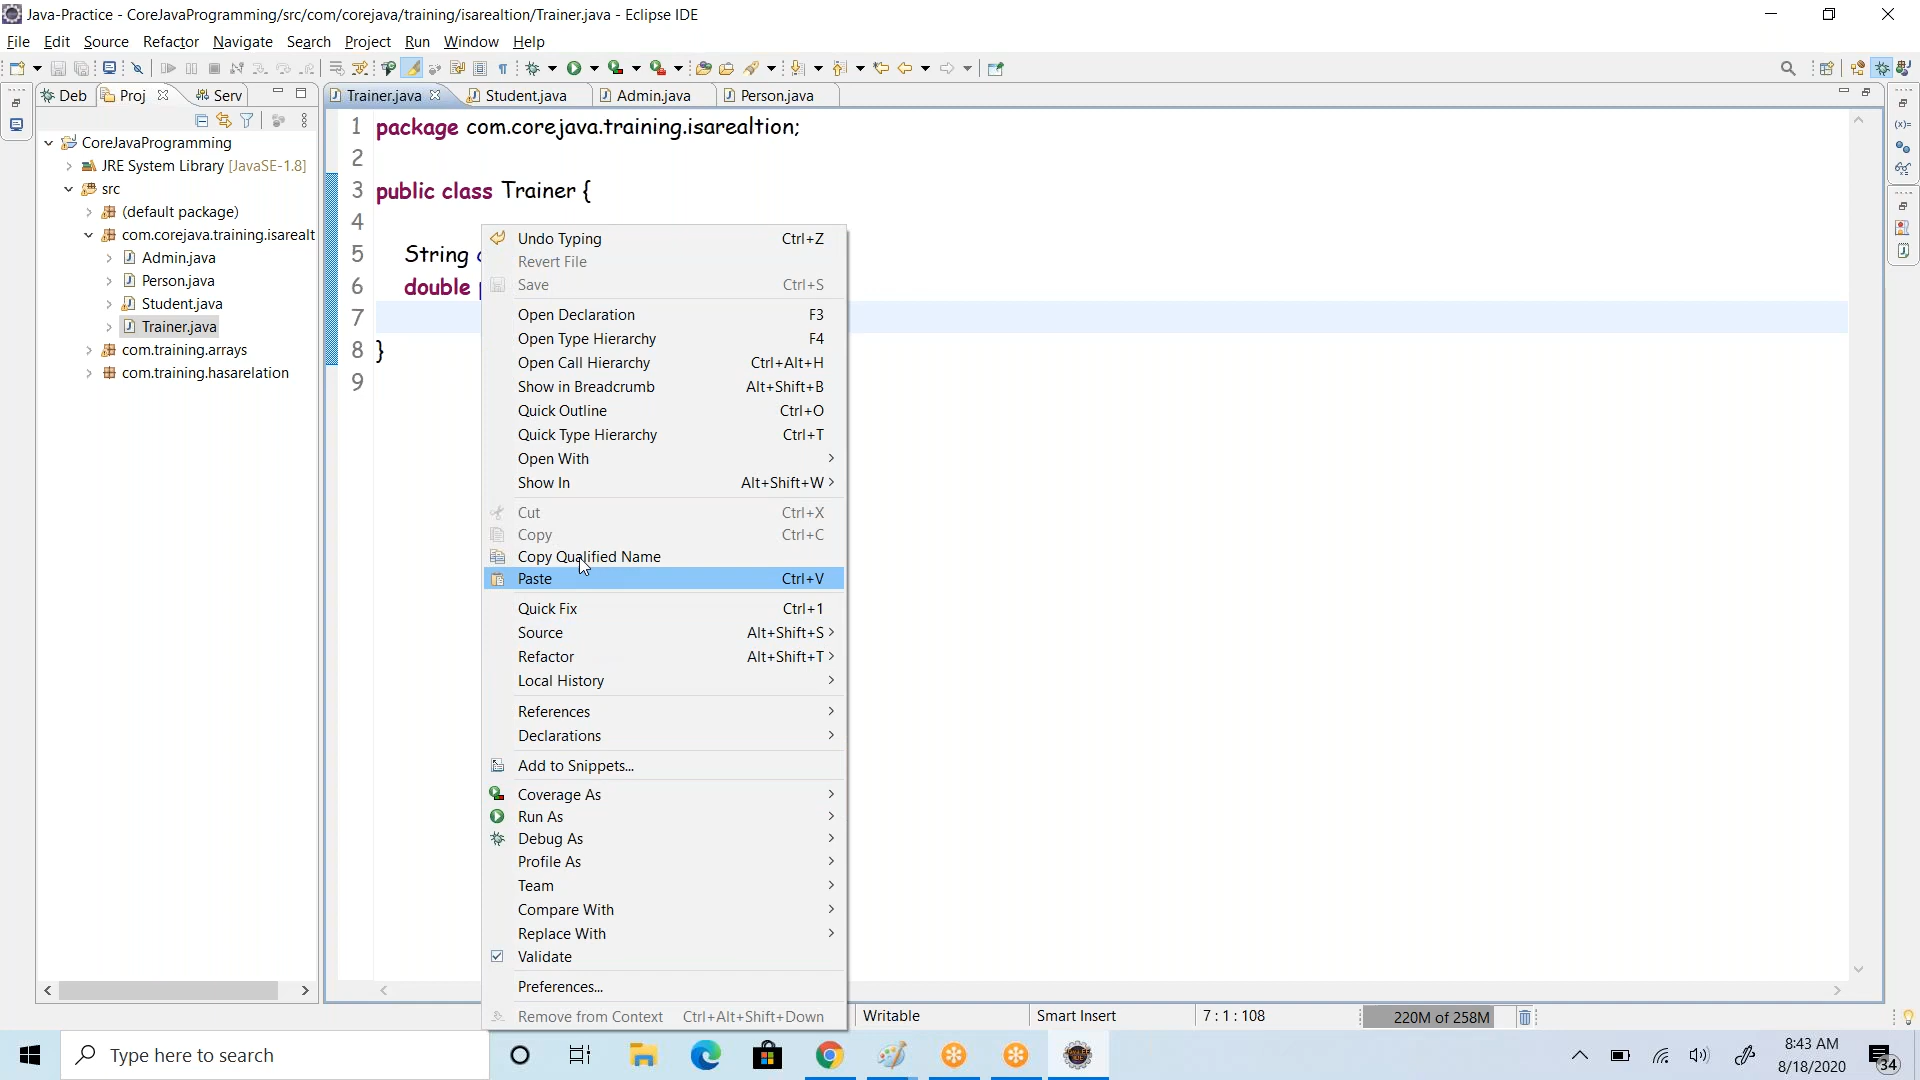 Java-Practice - CoreJavaProgramming/src/com/corejava/training/isarealtion/Trainer.java - Eclipse IDE
File Edit Source Refactor Navigate Search Project Run Window Help
Deb Proj Serv
Trainer.java Student.java Admin.java Person.java
CoreJavaProgramming
JRE System Library [JavaSE-1.8]
src
(default package)
com.corejava.training.isarealt
Admin.java
Person.java
Student.java
Trainer.java
com.training.arrays
com.training.hasarelation
1 package com.corejava.training.isarealtion;
2
3 public class Trainer {
4
5 String
6 double
7
8 }
9
Undo Typing Ctrl+Z
Revert File
Save Ctrl+S
Open Declaration F3
Open Type Hierarchy F4
Open Call Hierarchy Ctrl+Alt+H
Show in Breadcrumb Alt+Shift+B
Quick Outline Ctrl+O
Quick Type Hierarchy Ctrl+T
Open With
Show In Alt+Shift+W
Cut Ctrl+X
Copy Ctrl+C
Copy Qualified Name
Paste Ctrl+V
Quick Fix Ctrl+1
Source Alt+Shift+S
Refactor Alt+Shift+T
Local History
References
Declarations
Add to Snippets...
Coverage As
Run As
Debug As
Profile As
Team
Compare With
Replace With
Validate
Preferences...
Remove from Context Ctrl+Alt+Shift+Down
Writable Smart Insert 7 : 1 : 108 220M of 258M
Type here to search
8:43 AM
8/18/2020
34